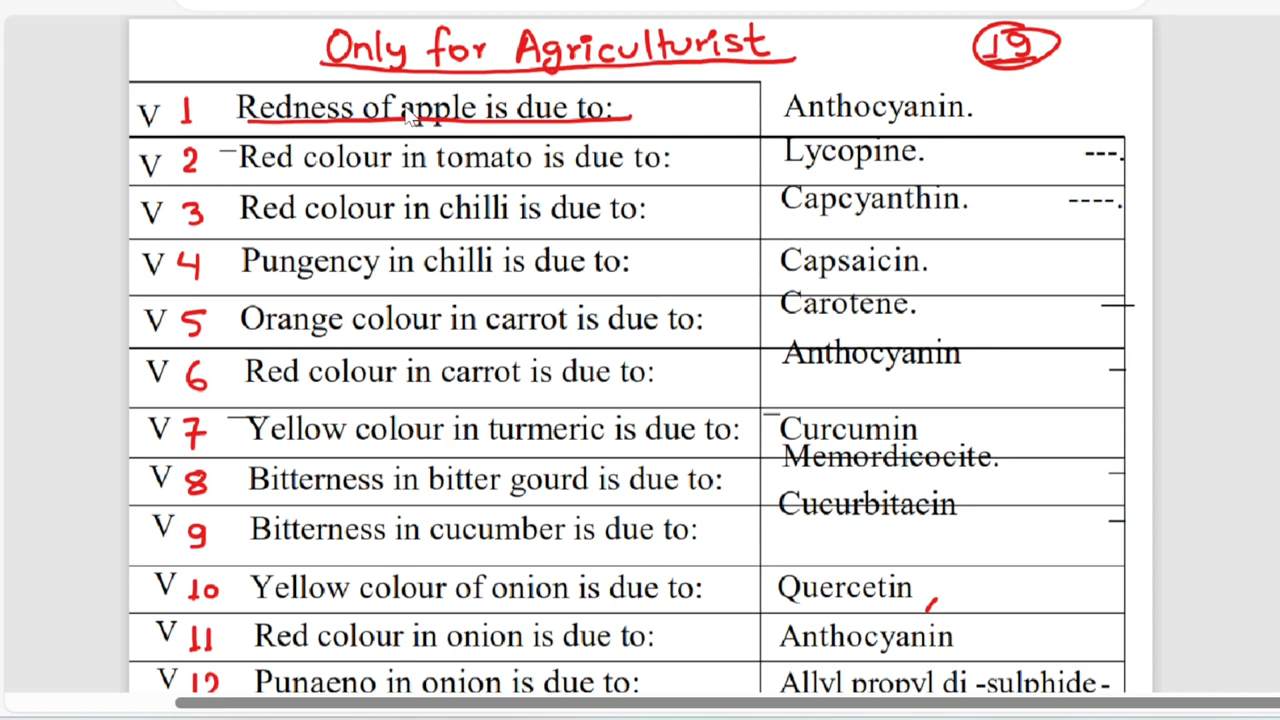 Only for Agriculturist 19
V 1 Redness of apple is due to: Anthocyanin.
V 2 Red colour in tomato is due to: Lycopine. ---.
V 3 Red colour in chilli is due to: Capcyanthin. ----.
V 4 Pungency in chilli is due to: Capsaicin.
V 5 Orange colour in carrot is due to: Carotene.
V 6 Red colour in carrot is due to: Anthocyanin
V 7 Yellow colour in turmeric is due to: Curcumin
V 8 Bitterness in bitter gourd is due to: Memordicocite.
V 9 Bitterness in cucumber is due to: Cucurbitacin
V 10 Yellow colour of onion is due to: Quercetin
V 11 Red colour in onion is due to: Anthocyanin
V 12 Punaeno in onion is due to: Allyl propyl di -sulphide-